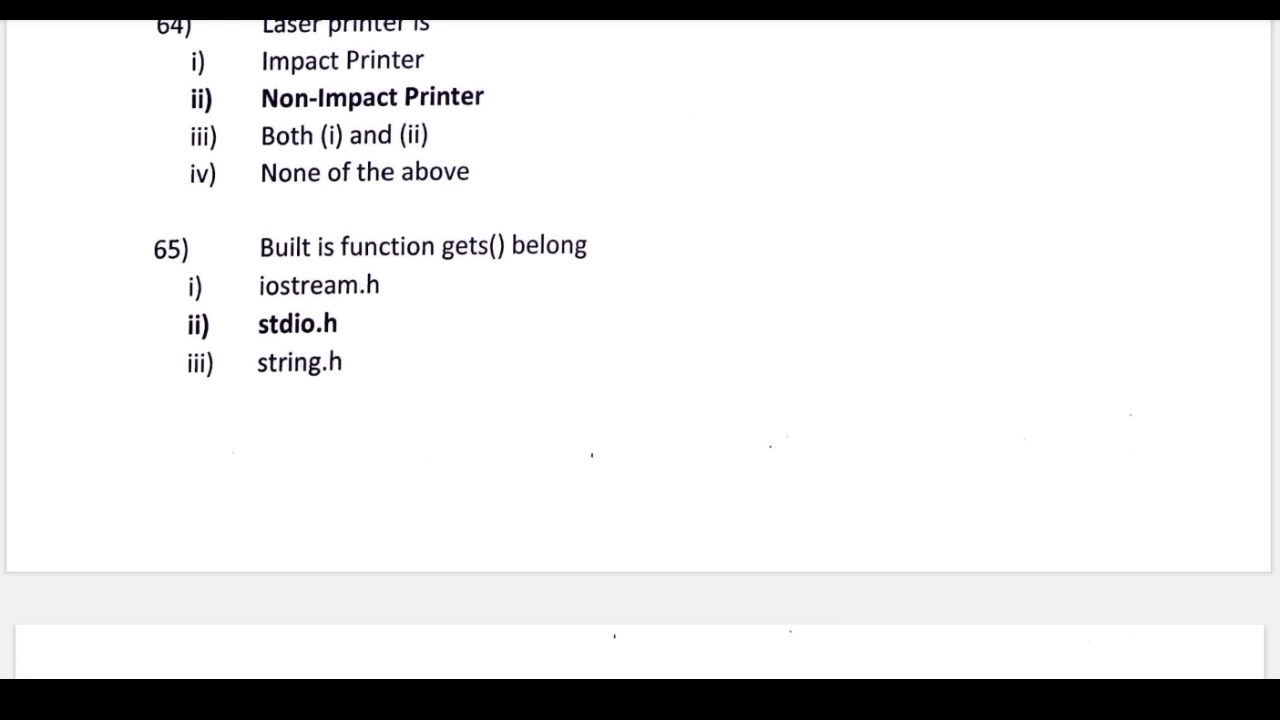 64) Laser printer is
i) Impact Printer
ii) Non-Impact Printer
iii) Both (i) and (ii)
iv) None of the above
65) Built is function gets() belong
i) iostream.h
ii) stdio.h
iii) string.h